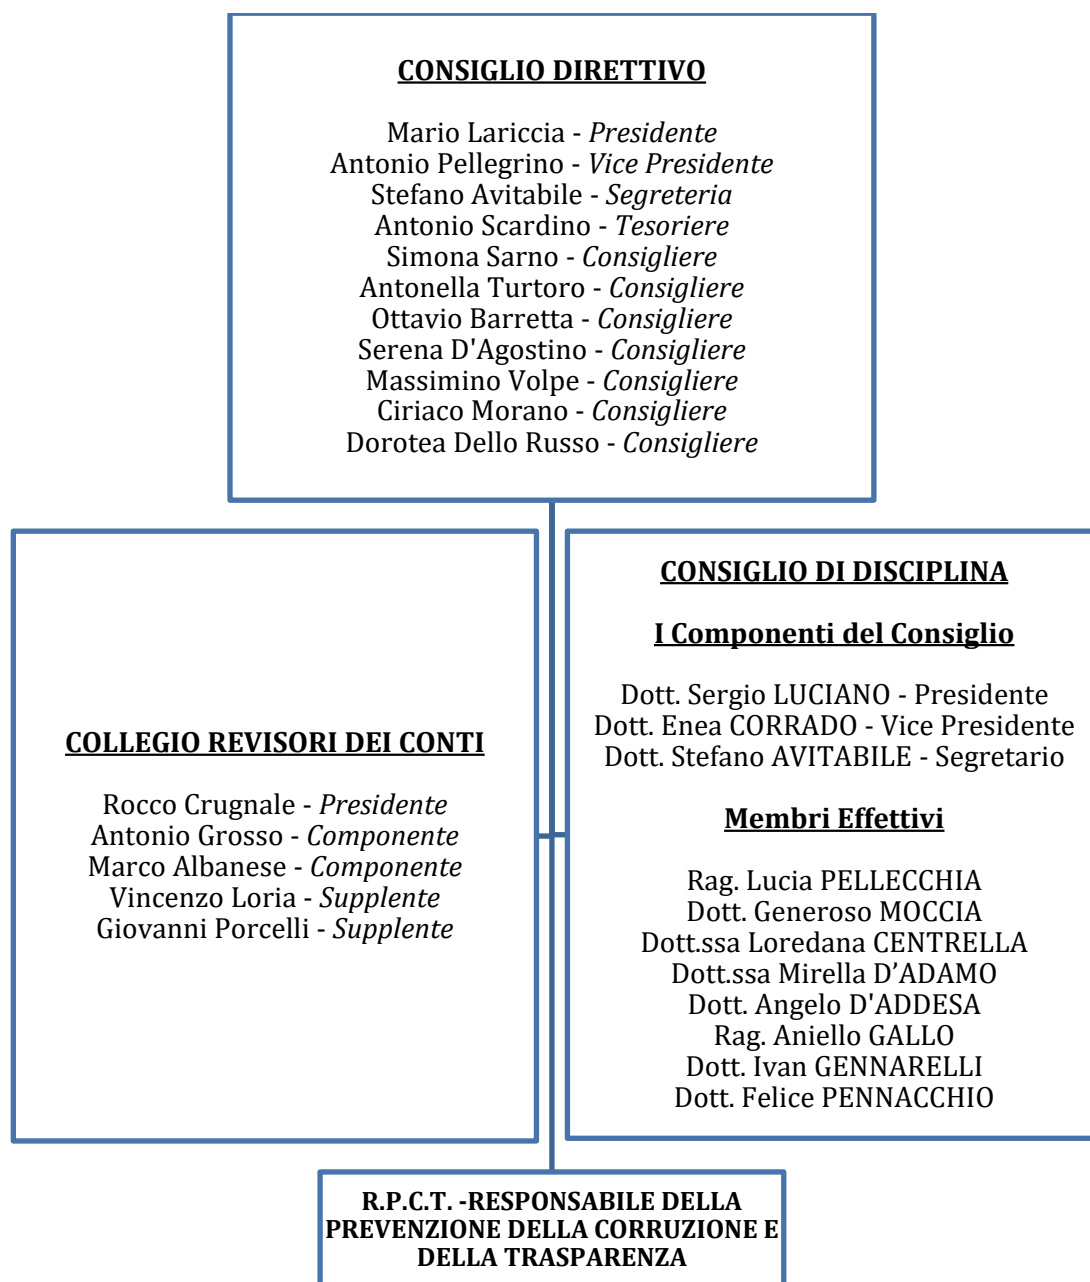 CONSIGLIO DIRETTIVO
Mario Lariccia - Presidente
Antonio Pellegrino - Vice Presidente
Stefano Avitabile - Segreteria
Antonio Scardino - Tesoriere
Simona Sarno - Consigliere
Antonella Turtoro - Consigliere
Ottavio Barretta - Consigliere
Serena D'Agostino - Consigliere
Massimino Volpe - Consigliere
Ciriaco Morano - Consigliere
Dorotea Dello Russo - Consigliere
COLLEGIO REVISORI DEI CONTI
Rocco Crugnale - Presidente
Antonio Grosso - Componente
Marco Albanese - Componente
Vincenzo Loria - Supplente
Giovanni Porcelli - Supplente
CONSIGLIO DI DISCIPLINA
I Componenti del Consiglio
Dott. Sergio LUCIANO - Presidente
Dott. Enea CORRADO - Vice Presidente
Dott. Stefano AVITABILE - Segretario
Membri Effettivi
Rag. Lucia PELLECCHIA
Dott. Generoso MOCCIA
Dott.ssa Loredana CENTRELLA
Dott.ssa Mirella D’ADAMO
Dott. Angelo D'ADDESA
Rag. Aniello GALLO
Dott. Ivan GENNARELLI
Dott. Felice PENNACCHIO
R.P.C.T. -RESPONSABILE DELLA
PREVENZIONE DELLA CORRUZIONE E
DELLA TRASPARENZA